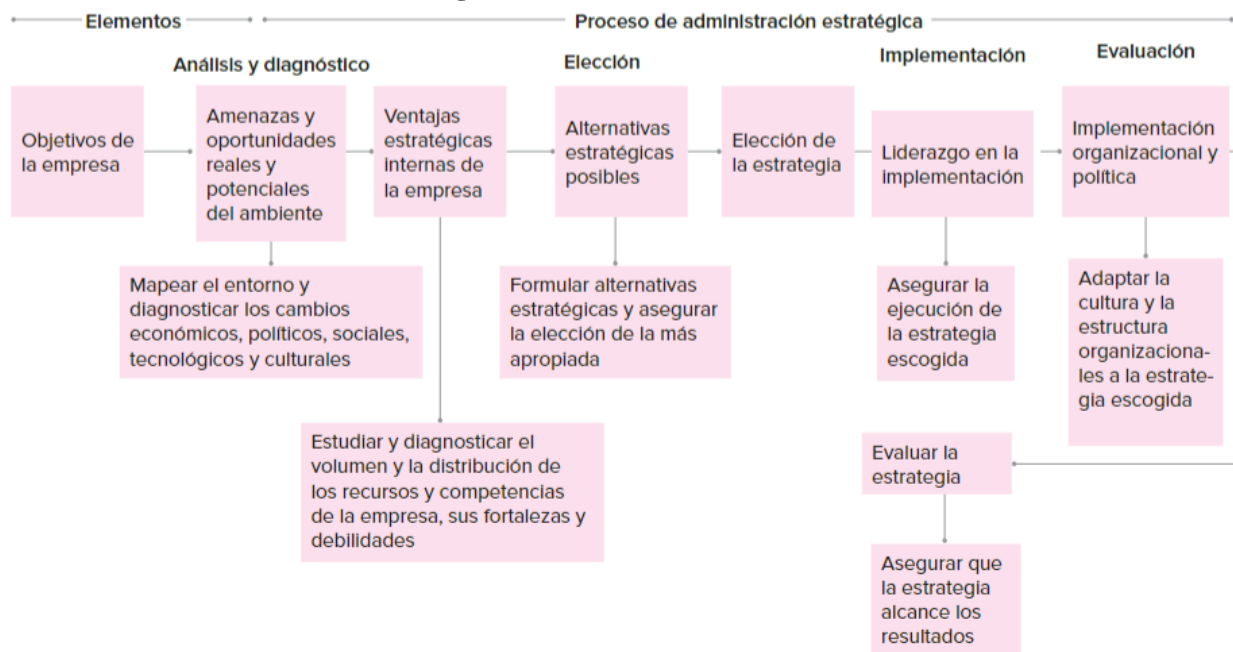 Elementos
Proceso de administración estratégica
Análisis y diagnóstico
Elección
Implementación
Evaluación
Objetivos de
la empresa
Amenazas y
oportunidades
reales y
potenciales
del ambiente
Ventajas
estratégicas
internas de
la empresa
Alternativas
estratégicas
posibles
Elección de
la estrategia
Liderazgo en la
implementación
Implementación
organizacional y
política
Mapear el entorno y
diagnosticar los cambios
económicos, políticos, sociales,
tecnológicos y culturales
Formular alternativas
estratégicas y asegurar
la elección de la más
apropiada
Asegurar la
ejecución de
la estrategia
escogida
Adaptar la
cultura y la
estructura
organizaciona-
les a la estrate-
gia escogida
Estudiar y diagnosticar el
volumen y la distribución de
los recursos y competencias
de la empresa, sus fortalezas y
debilidades
Evaluar la
estrategia
Asegurar que
la estrategia
alcance los
resultados